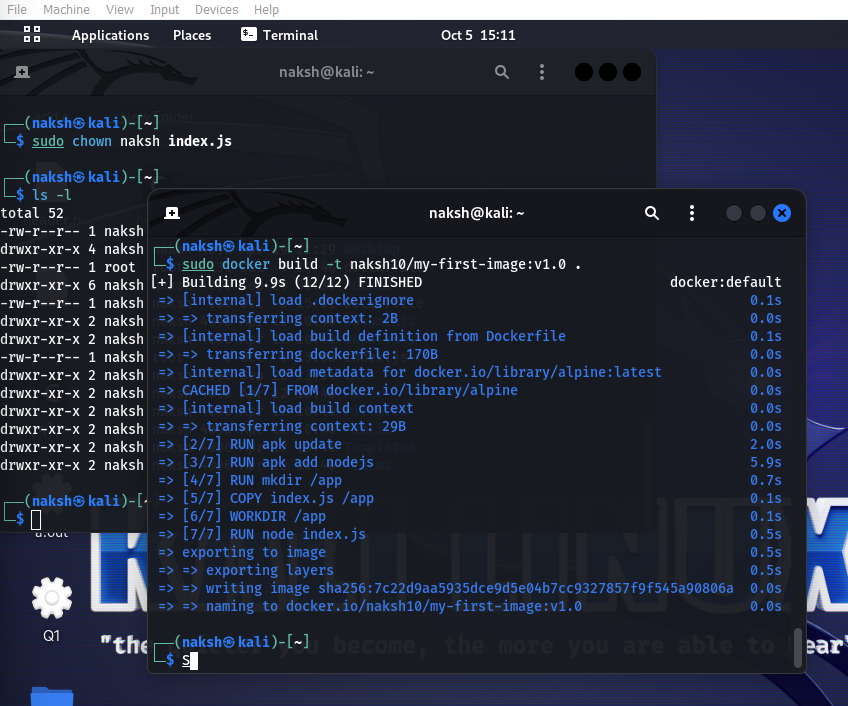 File Machine View Input Devices Help
Applications Places Terminal Oct 5 15:11
naksh@kali: ~
┌──(naksh㉿kali)-[~]
└─$ sudo chown naksh index.js
┌──(naksh㉿kali)-[~]
└─$ ls -l
total 52
-rw-r--r-- 1 naksh
drwxr-xr-x 4 naksh
-rw-r--r-- 1 root
drwxr-xr-x 6 naksh
-rw-r--r-- 1 naksh
drwxr-xr-x 2 naksh
drwxr-xr-x 2 naksh
-rw-r--r-- 1 naksh
drwxr-xr-x 2 naksh
drwxr-xr-x 2 naksh
drwxr-xr-x 2 naksh
drwxr-xr-x 2 naksh
drwxr-xr-x 2 naksh
drwxr-xr-x 2 naksh
┌──(naksh㉿kali)-[~
└─$
a.out
Q1
naksh@kali: ~
┌──(naksh㉿kali)-[~]
└─$ sudo docker build -t naksh10/my-first-image:v1.0 .
[+] Building 9.9s (12/12) FINISHED docker:default
=> [internal] load .dockerignore 0.1s
=> => transferring context: 2B 0.0s
=> [internal] load build definition from Dockerfile 0.1s
=> => transferring dockerfile: 170B 0.0s
=> [internal] load metadata for docker.io/library/alpine:latest 0.0s
=> CACHED [1/7] FROM docker.io/library/alpine 0.0s
=> [internal] load build context 0.0s
=> => transferring context: 29B 0.0s
=> [2/7] RUN apk update 2.0s
=> [3/7] RUN apk add nodejs 5.9s
=> [4/7] RUN mkdir /app 0.7s
=> [5/7] COPY index.js /app 0.1s
=> [6/7] WORKDIR /app 0.1s
=> [7/7] RUN node index.js 0.5s
=> exporting to image 0.5s
=> => exporting layers 0.5s
=> => writing image sha256:7c22d9aa5935dce9d5e04b7cc9327857f9f545a90806a 0.0s
=> => naming to docker.io/naksh10/my-first-image:v1.0 0.0s
┌──(naksh㉿kali)-[~]
└─$ S
"the you become, the more you are able to hear"